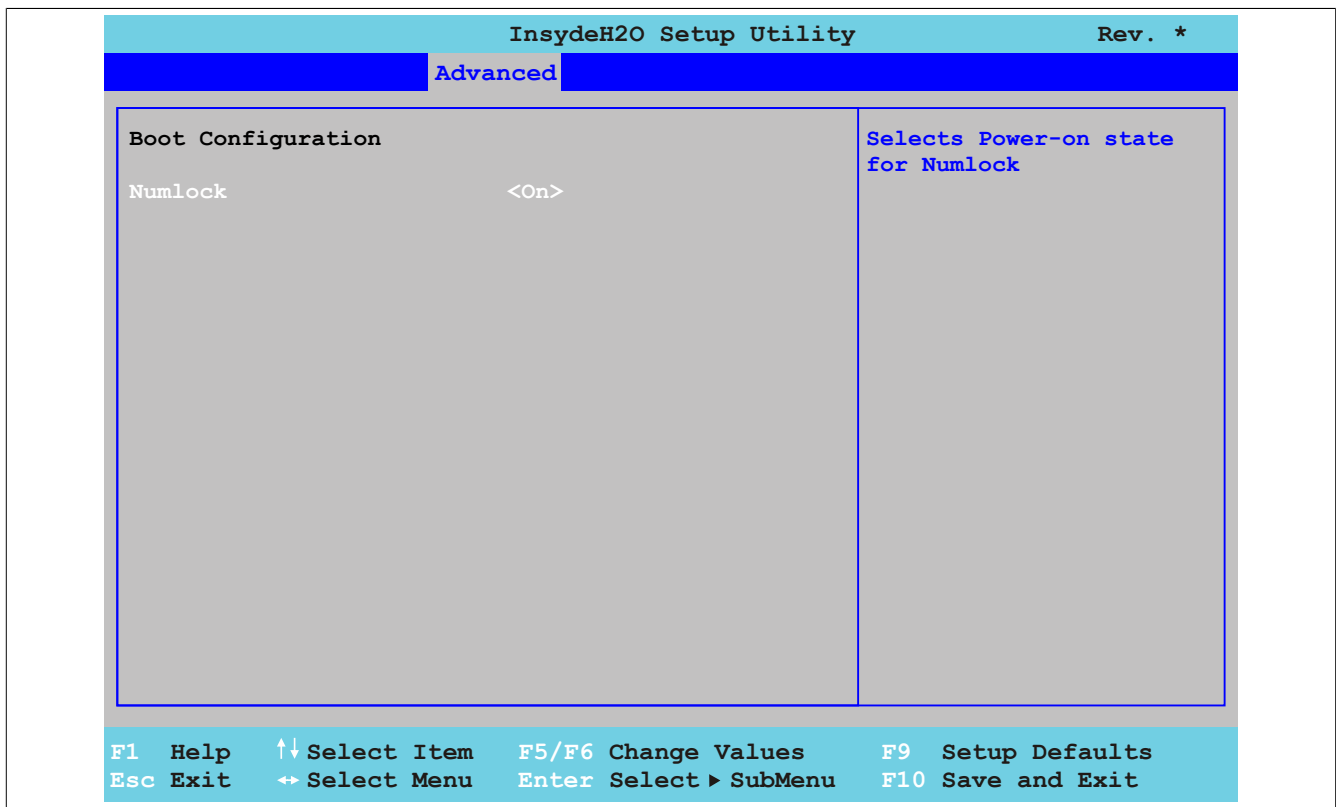 InsydeH2O Setup Utility Rev. *
Advanced
Boot Configuration
Numlock <On>
Selects Power-on state
for Numlock
F1 Help ↑↓ Select Item F5/F6 Change Values F9 Setup Defaults
Esc Exit ↔ Select Menu Enter Select ▶ SubMenu F10 Save and Exit